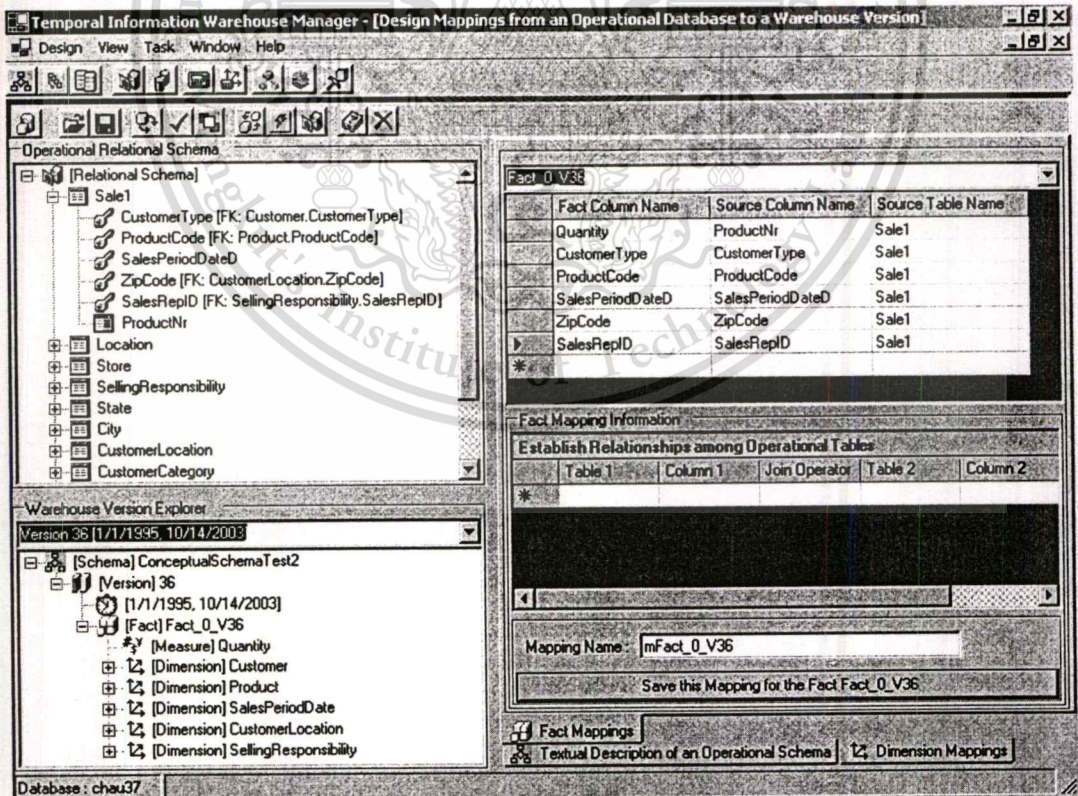 Temporal Information Warehouse Manager - [Design Mappings from an Operational Database to a Warehouse Version]
Design View Task Window Help
Operational Relational Schema
[Relational Schema]
Sale1
CustomerType [FK: Customer.CustomerType]
ProductCode [FK: Product.ProductCode]
SalesPeriodDateD
ZipCode [FK: CustomerLocation.ZipCode]
SalesRepID [FK: SellingResponsibility.SalesRepID]
ProductNr
Location
Store
SellingResponsibility
State
City
CustomerLocation
CustomerCategory
Warehouse Version Explorer
Version 36 [1/1/1995, 10/14/2003]
[Schema] ConceptualSchemaTest2
[Version] 36
[1/1/1995, 10/14/2003]
[Fact] Fact_0_V36
[Measure] Quantity
[Dimension] Customer
[Dimension] Product
[Dimension] SalesPeriodDate
[Dimension] CustomerLocation
[Dimension] SellingResponsibility
Fact_0_V36
Fact Column Name Source Column Name Source Table Name
Quantity ProductNr Sale1
CustomerType CustomerType Sale1
ProductCode ProductCode Sale1
SalesPeriodDateD SalesPeriodDateD Sale1
ZipCode ZipCode Sale1
SalesRepID SalesRepID Sale1
Fact Mapping Information
Establish Relationships among Operational Tables
Table 1 Column 1 Join Operator Table 2 Column 2
Mapping Name : mFact_0_V36
Save this Mapping for the Fact Fact_0_V36
Fact Mappings
Textual Description of an Operational Schema Dimension Mappings
Database : chau37
Institute of Technology